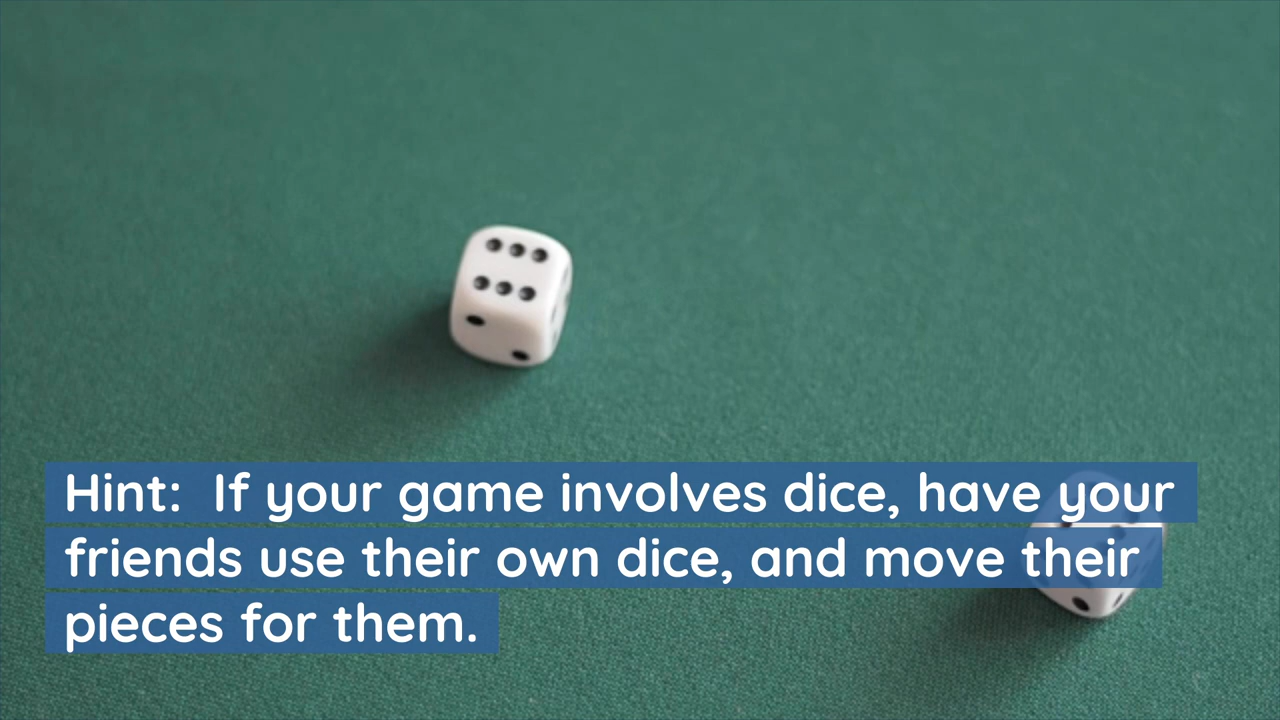 Hint:  If your game involves dice, have your
friends use their own dice, and move their
pieces for them.